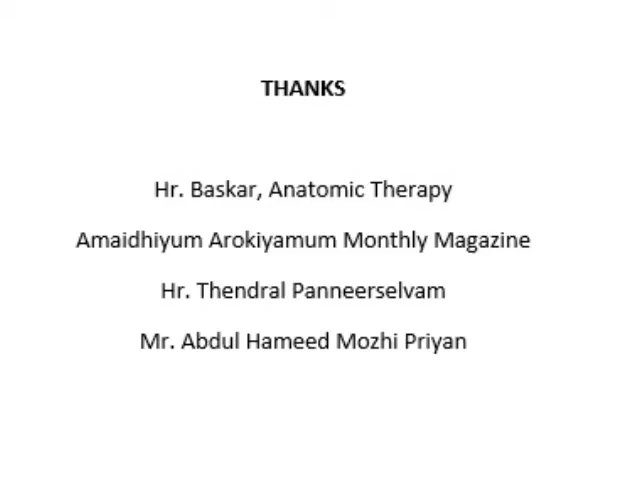 THANKS
Hr. Baskar, Anatomic Therapy
Amaidhiyum Arokiyamum Monthly Magazine
Hr. Thendral Panneerselvam
Mr. Abdul Hameed Mozhi Priyan